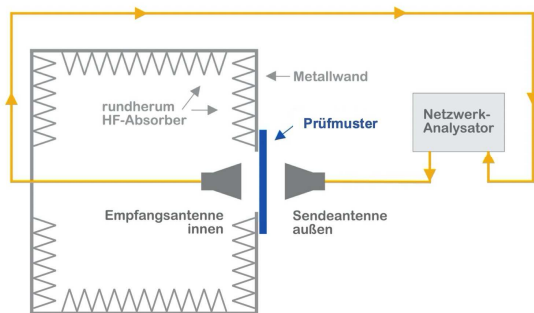 Metallwand
rundherum
HF-Absorber
Prüfmuster
Netzwerk-
Analysator
Empfangsantenne
innen
Sendeantenne
außen